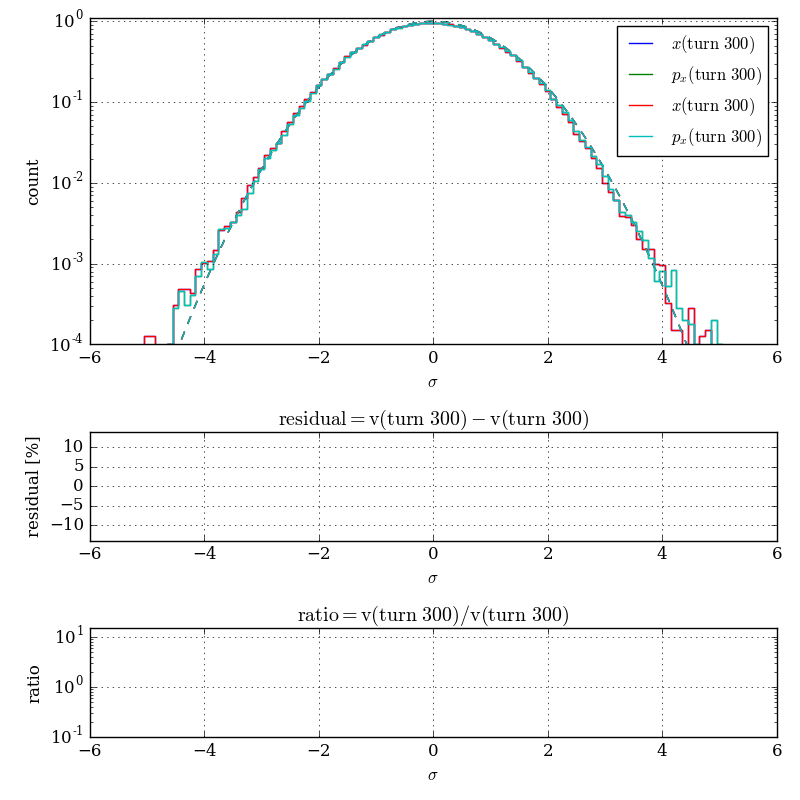 10^0
10^-1
10^-2
10^-3
10^-4
count
x(turn 300)
p_x(turn 300)
x(turn 300)
p_x(turn 300)
−6 −4 −2 0 2 4 6
σ
residual = v(turn 300) − v(turn 300)
10
5
0
−5
−10
residual [%]
−6 −4 −2 0 2 4 6
σ
ratio = v(turn 300)/v(turn 300)
10^1
10^0
10^-1
ratio
−6 −4 −2 0 2 4 6
σ